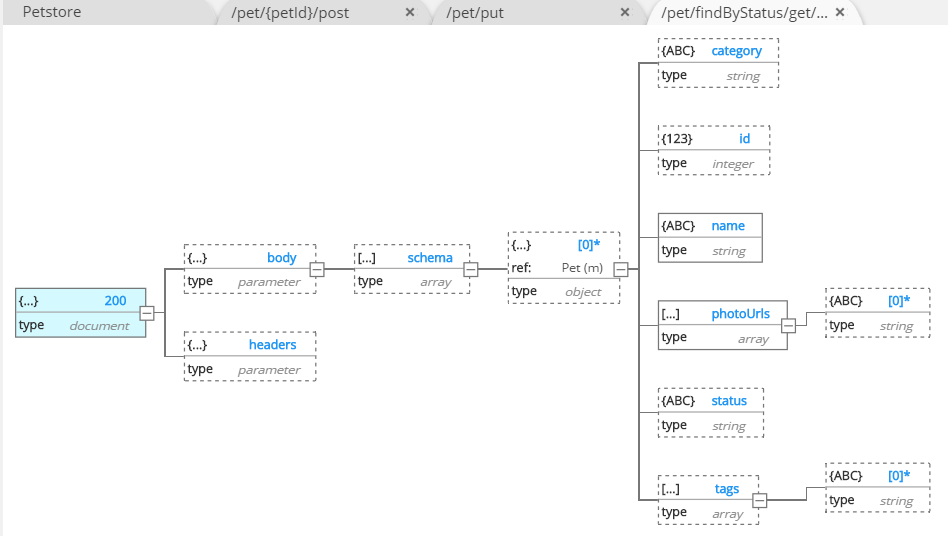 Petstore
/pet/{petId}/post ×
/pet/put ×
/pet/findByStatus/get/... ×
{ABC} category
type string
{123} id
type integer
{ABC} name
type string
{...} [0]*
ref: Pet (m)
type object
{...} body
type parameter
[...] schema
type array
{...} 200
type document
[...] photoUrls
type array
{ABC} [0]*
type string
{...} headers
type parameter
{ABC} status
type string
[...] tags
type array
{ABC} [0]*
type string